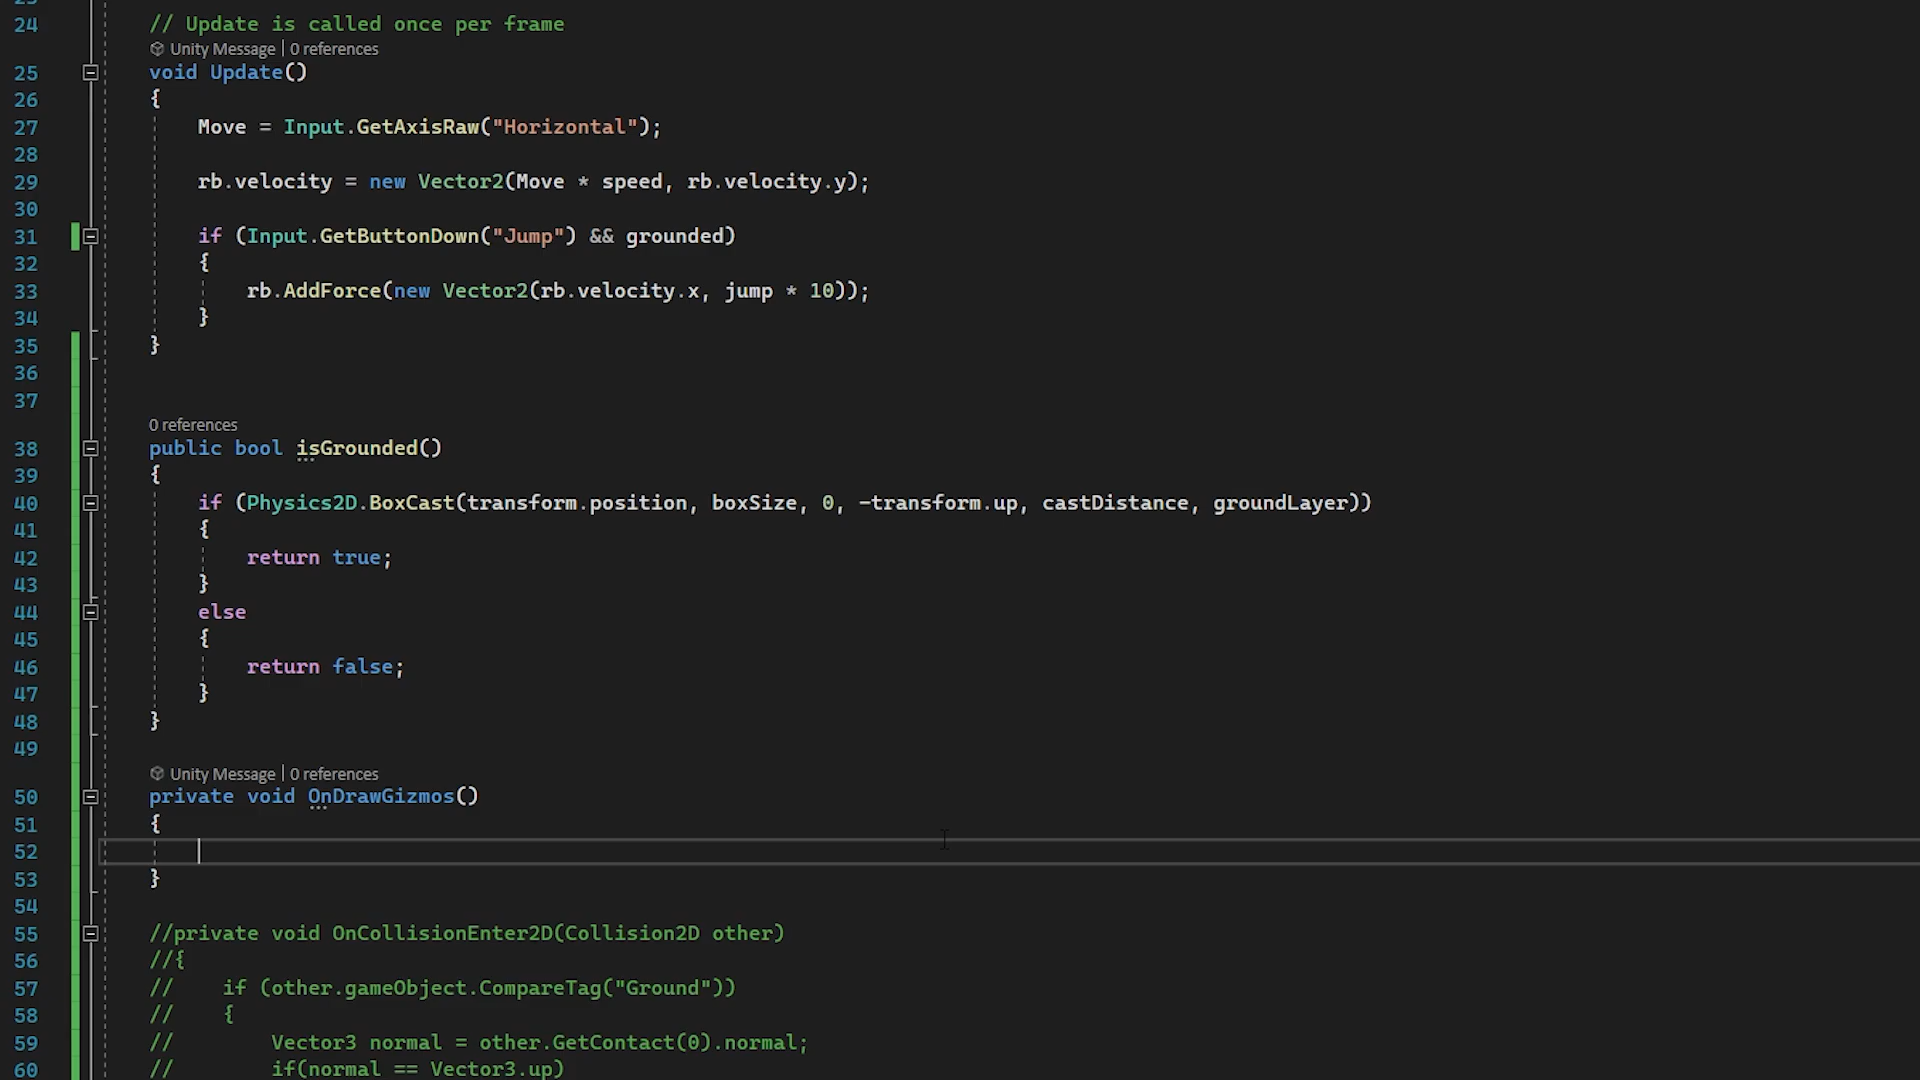 24 // Update is called once per frame
Unity Message | 0 references
25 void Update()
26 {
27 Move = Input.GetAxisRaw("Horizontal");
28
29 rb.velocity = new Vector2(Move * speed, rb.velocity.y);
30
31 if (Input.GetButtonDown("Jump") && grounded)
32 {
33 rb.AddForce(new Vector2(rb.velocity.x, jump * 10));
34 }
35 }
36
37
0 references
38 public bool isGrounded()
39 {
40 if (Physics2D.BoxCast(transform.position, boxSize, 0, -transform.up, castDistance, groundLayer))
41 {
42 return true;
43 }
44 else
45 {
46 return false;
47 }
48 }
49
Unity Message | 0 references
50 private void OnDrawGizmos()
51 {
52
53 }
54
55 //private void OnCollisionEnter2D(Collision2D other)
56 //{
57 // if (other.gameObject.CompareTag("Ground"))
58 // {
59 // Vector3 normal = other.GetContact(0).normal;
60 // if(normal == Vector3.up)